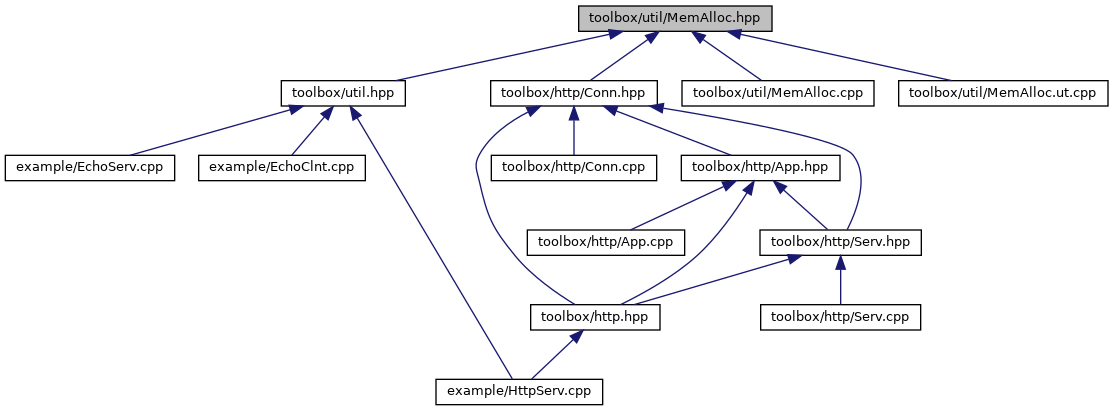 toolbox/util/MemAlloc.hpp
toolbox/util.hpp
toolbox/http/Conn.hpp
toolbox/util/MemAlloc.cpp
toolbox/util/MemAlloc.ut.cpp
example/EchoServ.cpp
example/EchoClnt.cpp
toolbox/http/Conn.cpp
toolbox/http/App.hpp
toolbox/http/App.cpp
toolbox/http/Serv.hpp
toolbox/http.hpp
toolbox/http/Serv.cpp
example/HttpServ.cpp